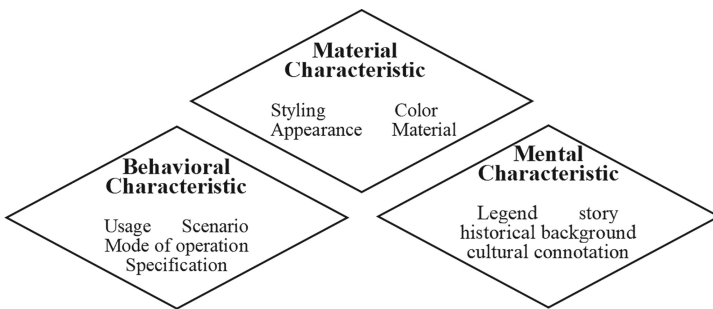 Material
Characteristic
Styling Color
Appearance Material
Behavioral
Characteristic
Usage Scenario
Mode of operation
Specification
Mental
Characteristic
Legend story
historical background
cultural connotation